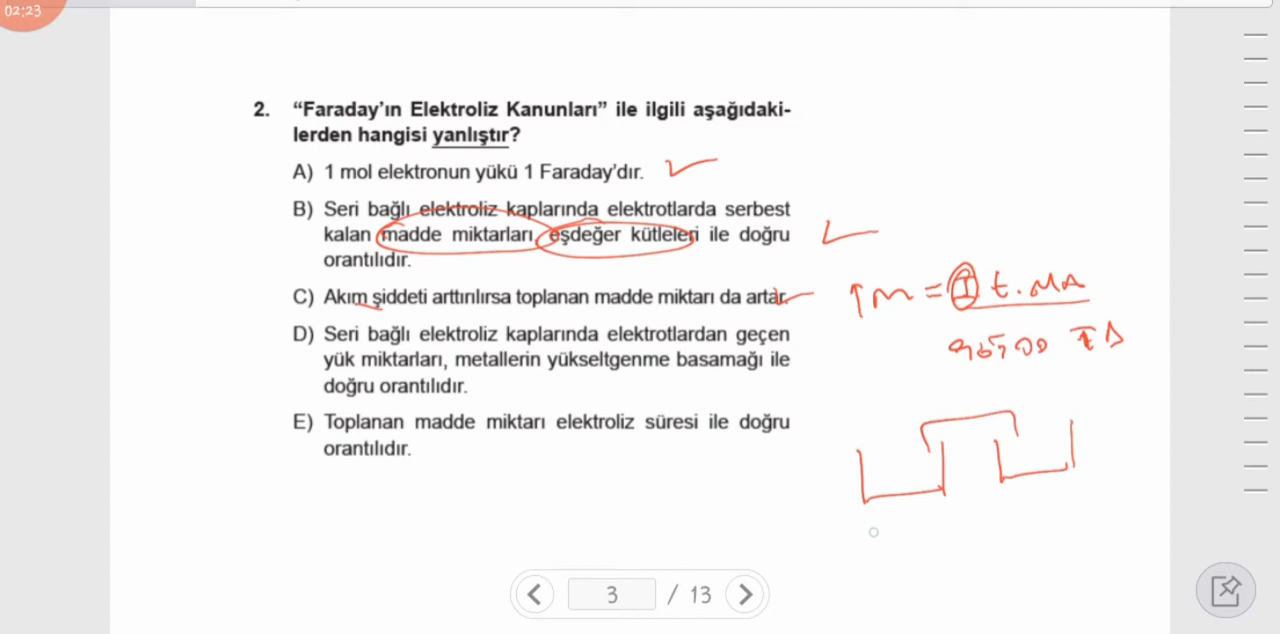 02:23
2. “Faraday’ın Elektroliz Kanunları” ile ilgili aşağıdaki-
lerden hangisi yanlıştır?
A) 1 mol elektronun yükü 1 Faraday’dır.
B) Seri bağlı elektroliz kaplarında elektrotlarda serbest
kalan madde miktarları, eşdeğer kütleleri ile doğru
orantılıdır.
C) Akım şiddeti arttırılırsa toplanan madde miktarı da artar.
D) Seri bağlı elektroliz kaplarında elektrotlardan geçen
yük miktarları, metallerin yükseltgenme basamağı ile
doğru orantılıdır.
E) Toplanan madde miktarı elektroliz süresi ile doğru
orantılıdır.
↑m = I t. MA
96500 TD
3 / 13